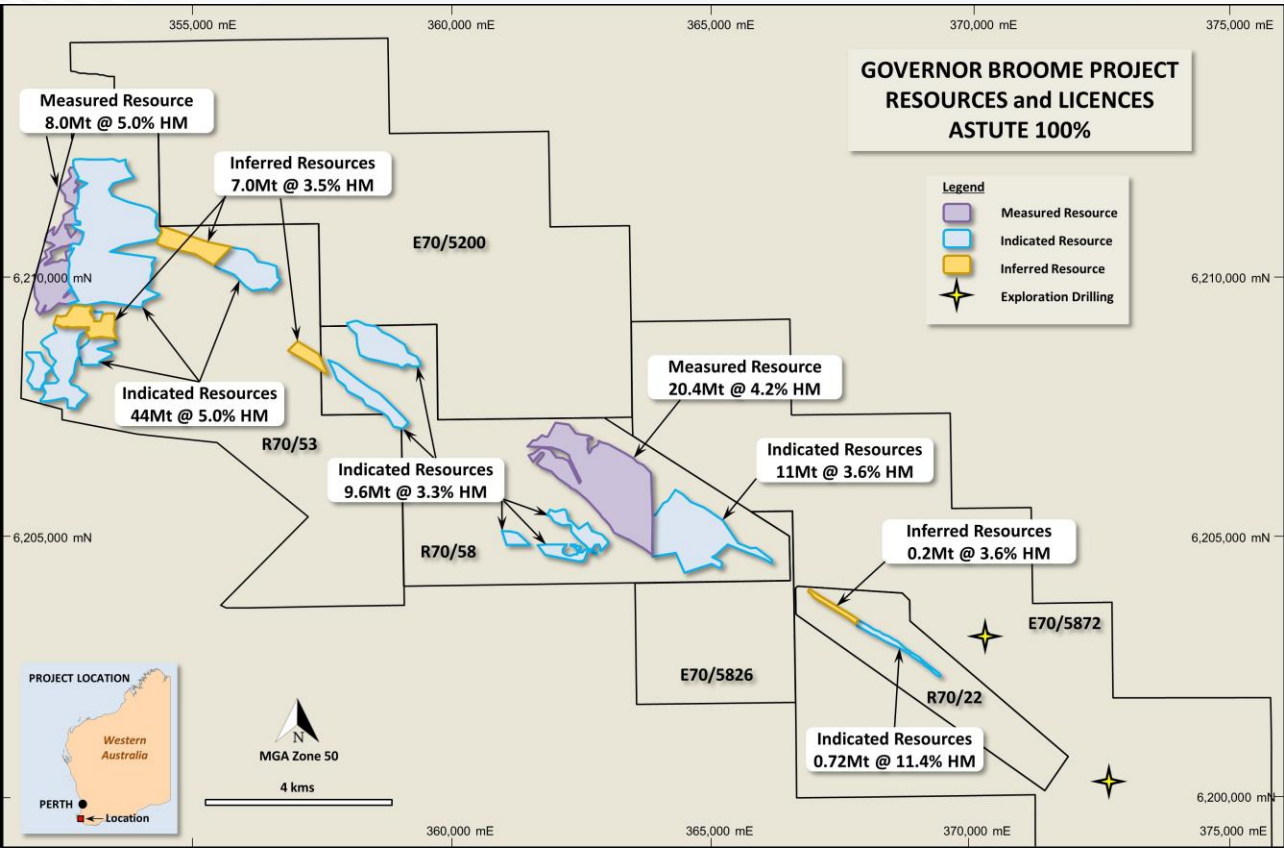 355,000 mE
360,000 mE
365,000 mE
370,000 mE
375,000 mE
GOVERNOR BROOME PROJECT
RESOURCES and LICENCES
ASTUTE 100%
Measured Resource
8.0Mt @ 5.0% HM
Inferred Resources
7.0Mt @ 3.5% HM
Legend
Measured Resource
Indicated Resource
Inferred Resource
Exploration Drilling
E70/5200
6,210,000 mN
6,210,000 mN
Measured Resource
20.4Mt @ 4.2% HM
Indicated Resources
44Mt @ 5.0% HM
R70/53
Indicated Resources
11Mt @ 3.6% HM
Indicated Resources
9.6Mt @ 3.3% HM
6,205,000 mN
6,205,000 mN
R70/58
Inferred Resources
0.2Mt @ 3.6% HM
E70/5872
E70/5826
R70/22
PROJECT LOCATION
Western
Australia
PERTH
Location
N
MGA Zone 50
4 kms
Indicated Resources
0.72Mt @ 11.4% HM
6,200,000 mN
360,000 mE
365,000 mE
370,000 mE
375,000 mE